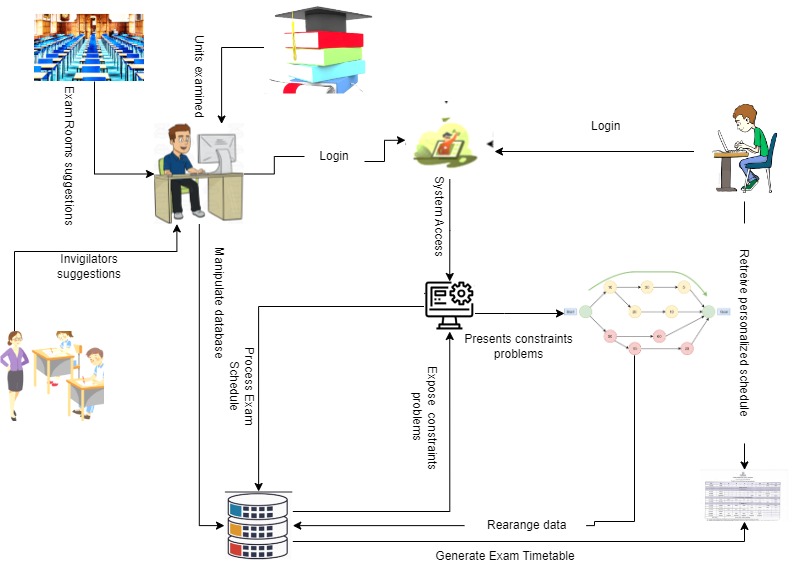 Units examined
Exam Rooms suggestions
Login
Login
System Access
Invigilators
suggestions
Manipulate database
Retreive personalized schedule
Presents constraints
problems
Process Exam
Schedule
Expose constraints
problems
Rearange data
Generate Exam Timetable